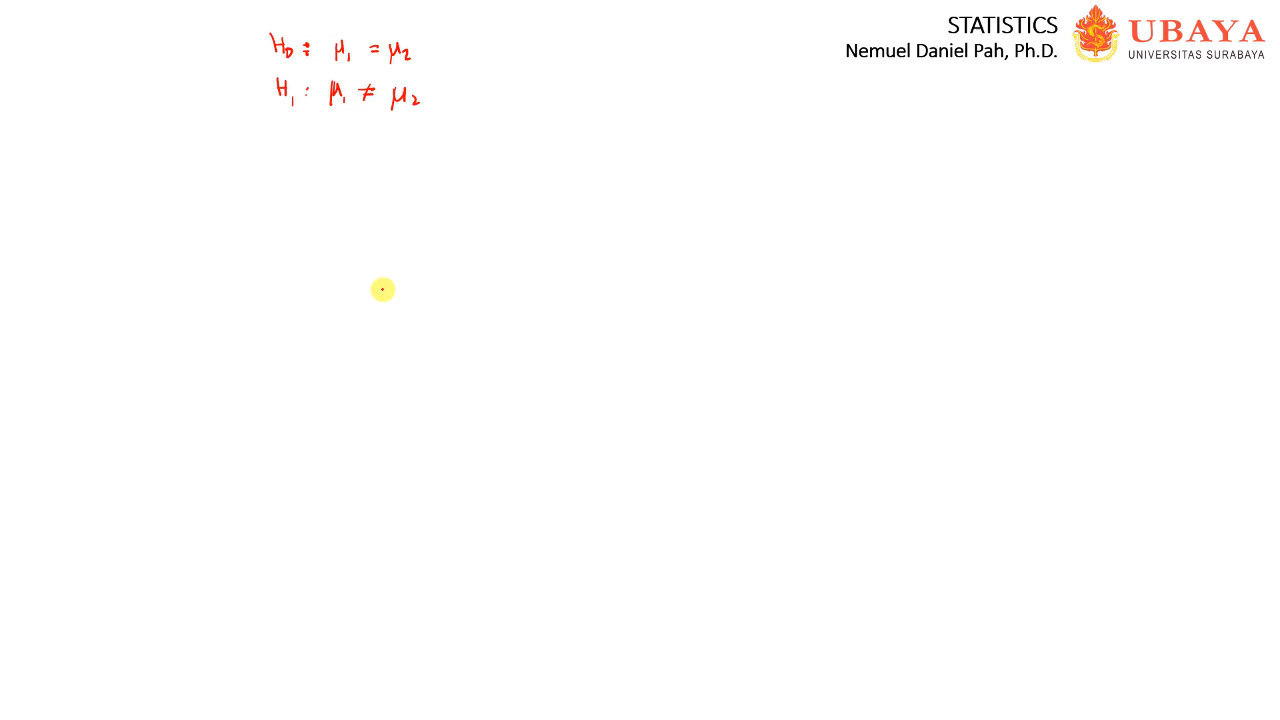 STATISTICS
Nemuel Daniel Pah, Ph.D.
UBAYA
UNIVERSITAS SURABAYA
H₀ : μ₁ = μ₂
H₁ : μ₁ ≠ μ₂